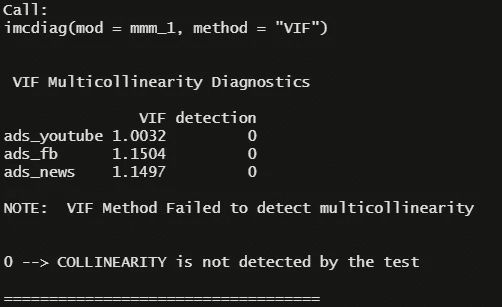 Call:
imcdiag(mod = mmm_1, method = "VIF")
VIF Multicollinearity Diagnostics
VIF detection
ads_youtube 1.0032 0
ads_fb 1.1504 0
ads_news 1.1497 0
NOTE: VIF Method Failed to detect multicollinearity
0 --> COLLINEARITY is not detected by the test
===================================